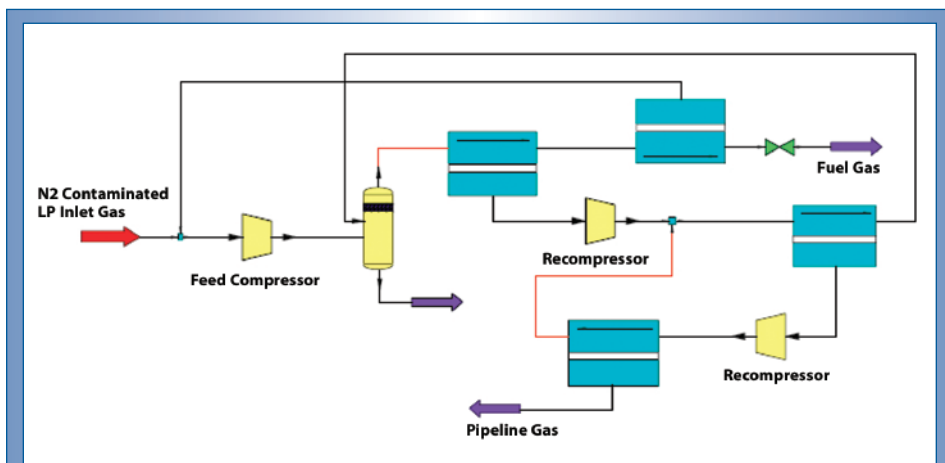 N2 Contaminated
LP Inlet Gas
Feed Compressor
Fuel Gas
Recompressor
Recompressor
Pipeline Gas